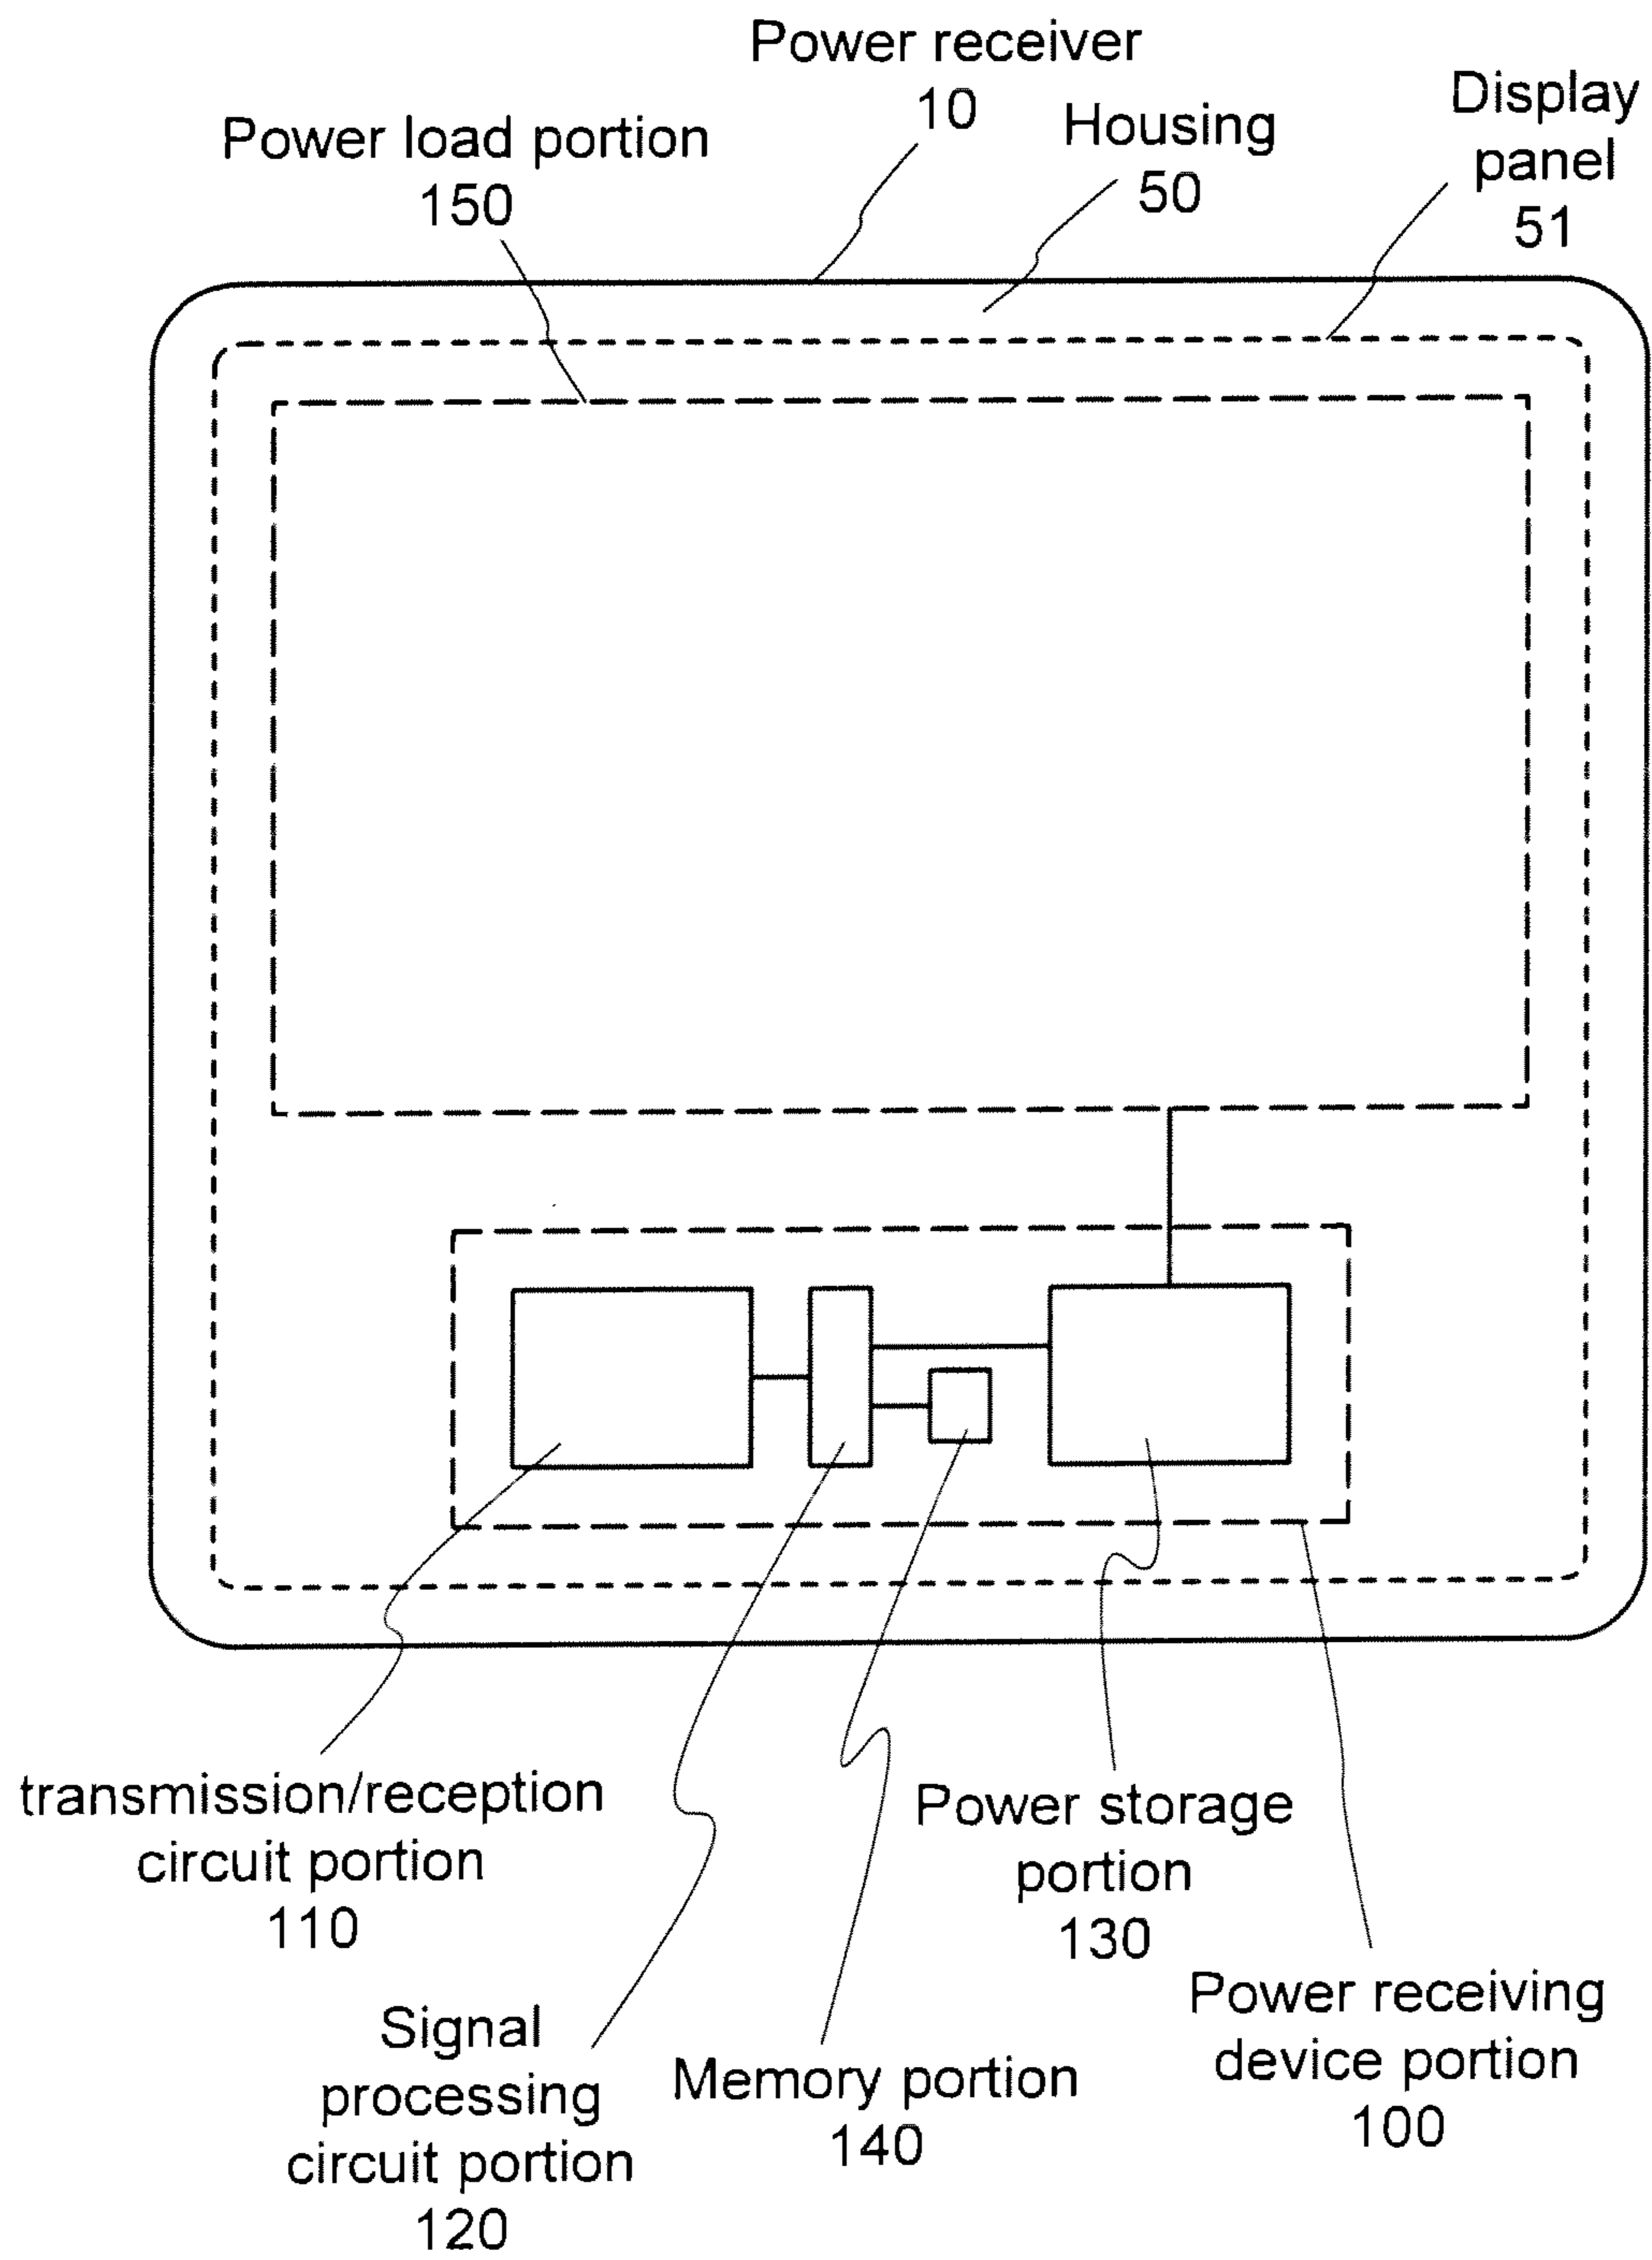 Power receiver
10
Display
panel
51
Housing
50
Power load portion
150
transmission/reception
circuit portion
110
Signal
processing
circuit portion
120
Memory portion
140
Power storage
portion
130
Power receiving
device portion
100